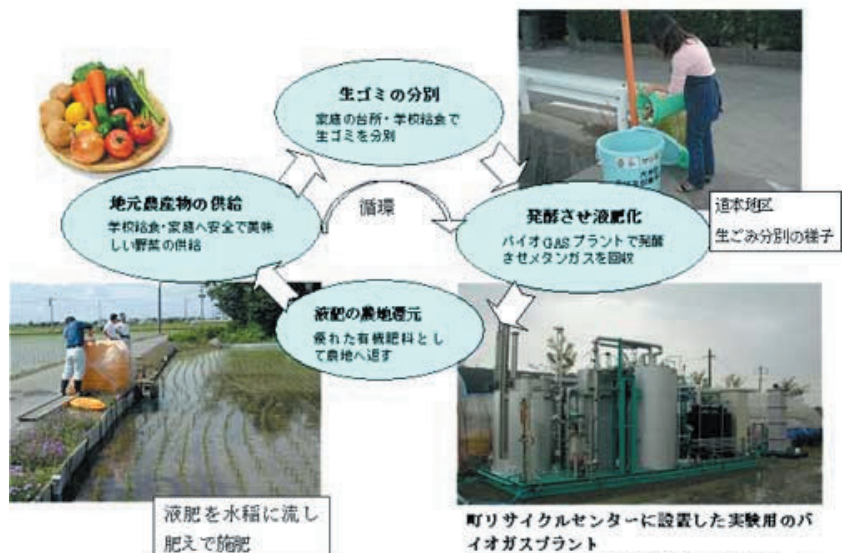 生ゴミの分別
家庭の台所・学校給食で
生ゴミを分別
地元農産物の供給
学校給食・家庭へ安全で美味
しい野菜の供給
循環
発酵させ液肥化
バイオGASプラントで発酵
させメタンガスを回収
道本地区
生ごみ分別の様子
液肥の農地還元
優れた有機肥料とし
て農地へ返す
液肥を水稲に流し
肥えで施肥
町リサイクルセンターに設置した実験用のバ
イオガスプラント